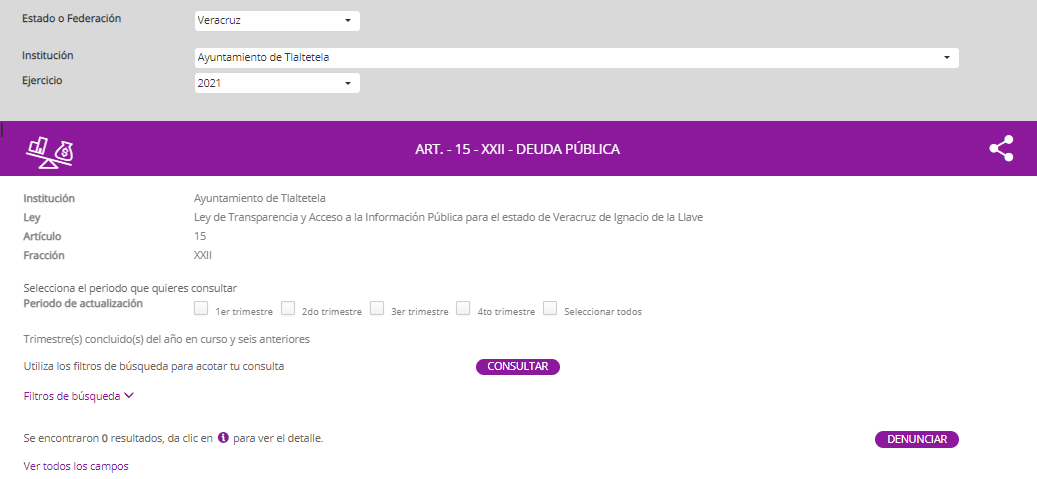 Estado o Federación Veracruz
Institución Ayuntamiento de Tlaltetela
Ejercicio 2021
ART. - 15 - XXII - DEUDA PÚBLICA
Institución Ayuntamiento de Tlaltetela
Ley Ley de Transparencia y Acceso a la Información Pública para el estado de Veracruz de Ignacio de la Llave
Artículo 15
Fracción XXII
Selecciona el periodo que quieres consultar
Periodo de actualización 1er trimestre 2do trimestre 3er trimestre 4to trimestre Seleccionar todos
Trimestre(s) concluido(s) del año en curso y seis anteriores
Utiliza los filtros de búsqueda para acotar tu consulta CONSULTAR
Filtros de búsqueda
Se encontraron 0 resultados, da clic en i para ver el detalle. DENUNCIAR
Ver todos los campos